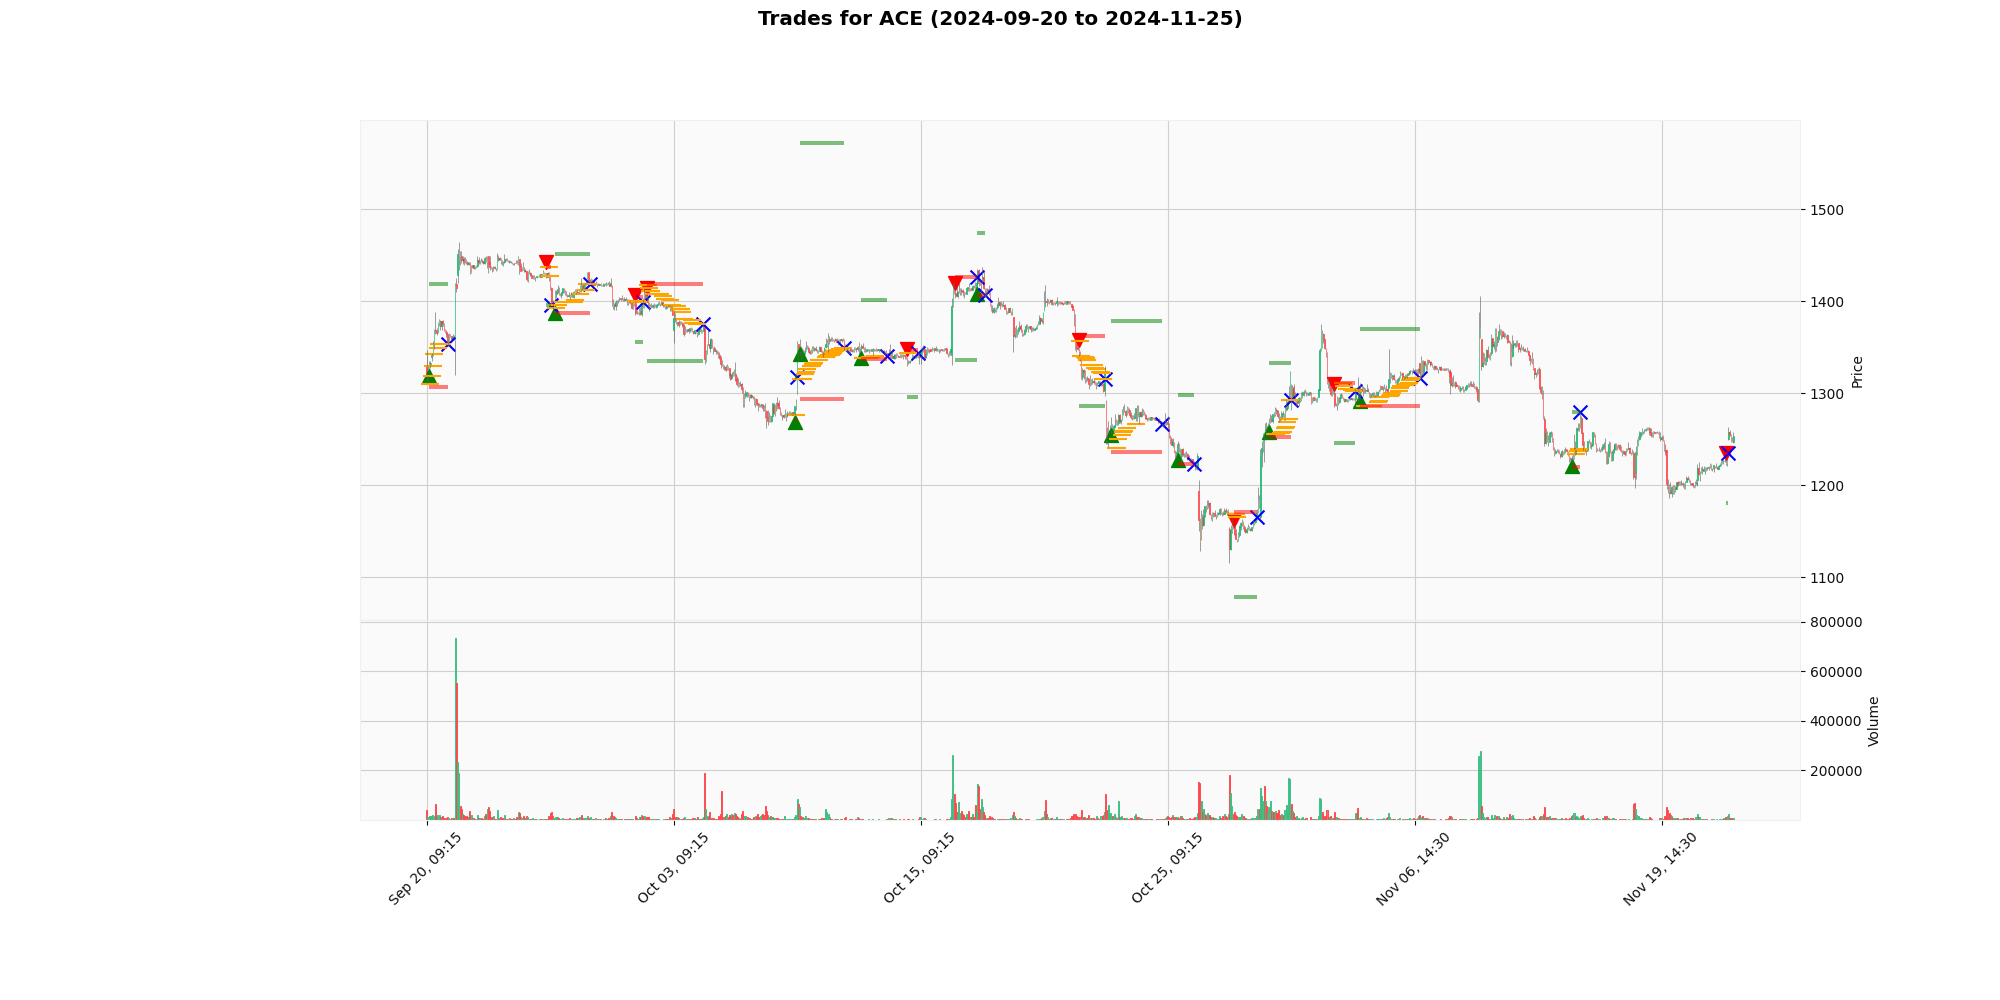 Trades for ACE (2024-09-20 to 2024-11-25)
1500
1400
1300
1200
1100
Price
800000
600000
400000
200000
Volume
Sep 20, 09:15
Oct 03, 09:15
Oct 15, 09:15
Oct 25, 09:15
Nov 06, 14:30
Nov 19, 14:30